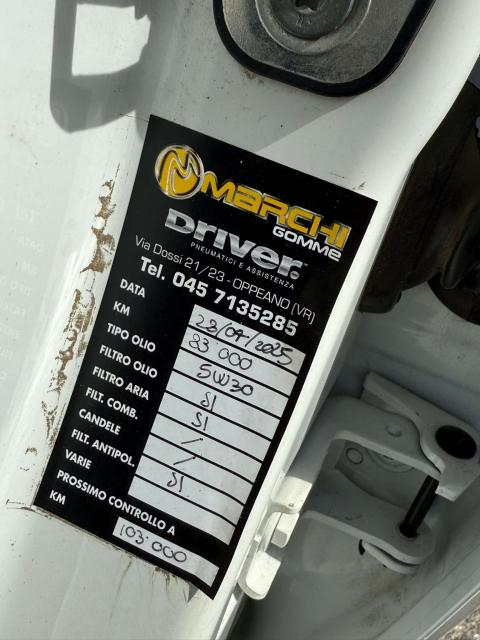 MARCHI
GOMME
DRIVER
PNEUMATICI E ASSISTENZA
Via Dossi 21/23 - OPPEANO (VR)
Tel. 045 7135285
DATA 28/04/2025
KM 83'000
TIPO OLIO 5W30
FILTRO OLIO SI
FILTRO ARIA SI
FILT. COMB. /
CANDELE /
FILT. ANTIPOL. SI
VARIE
PROSSIMO CONTROLLO A
KM 103'000